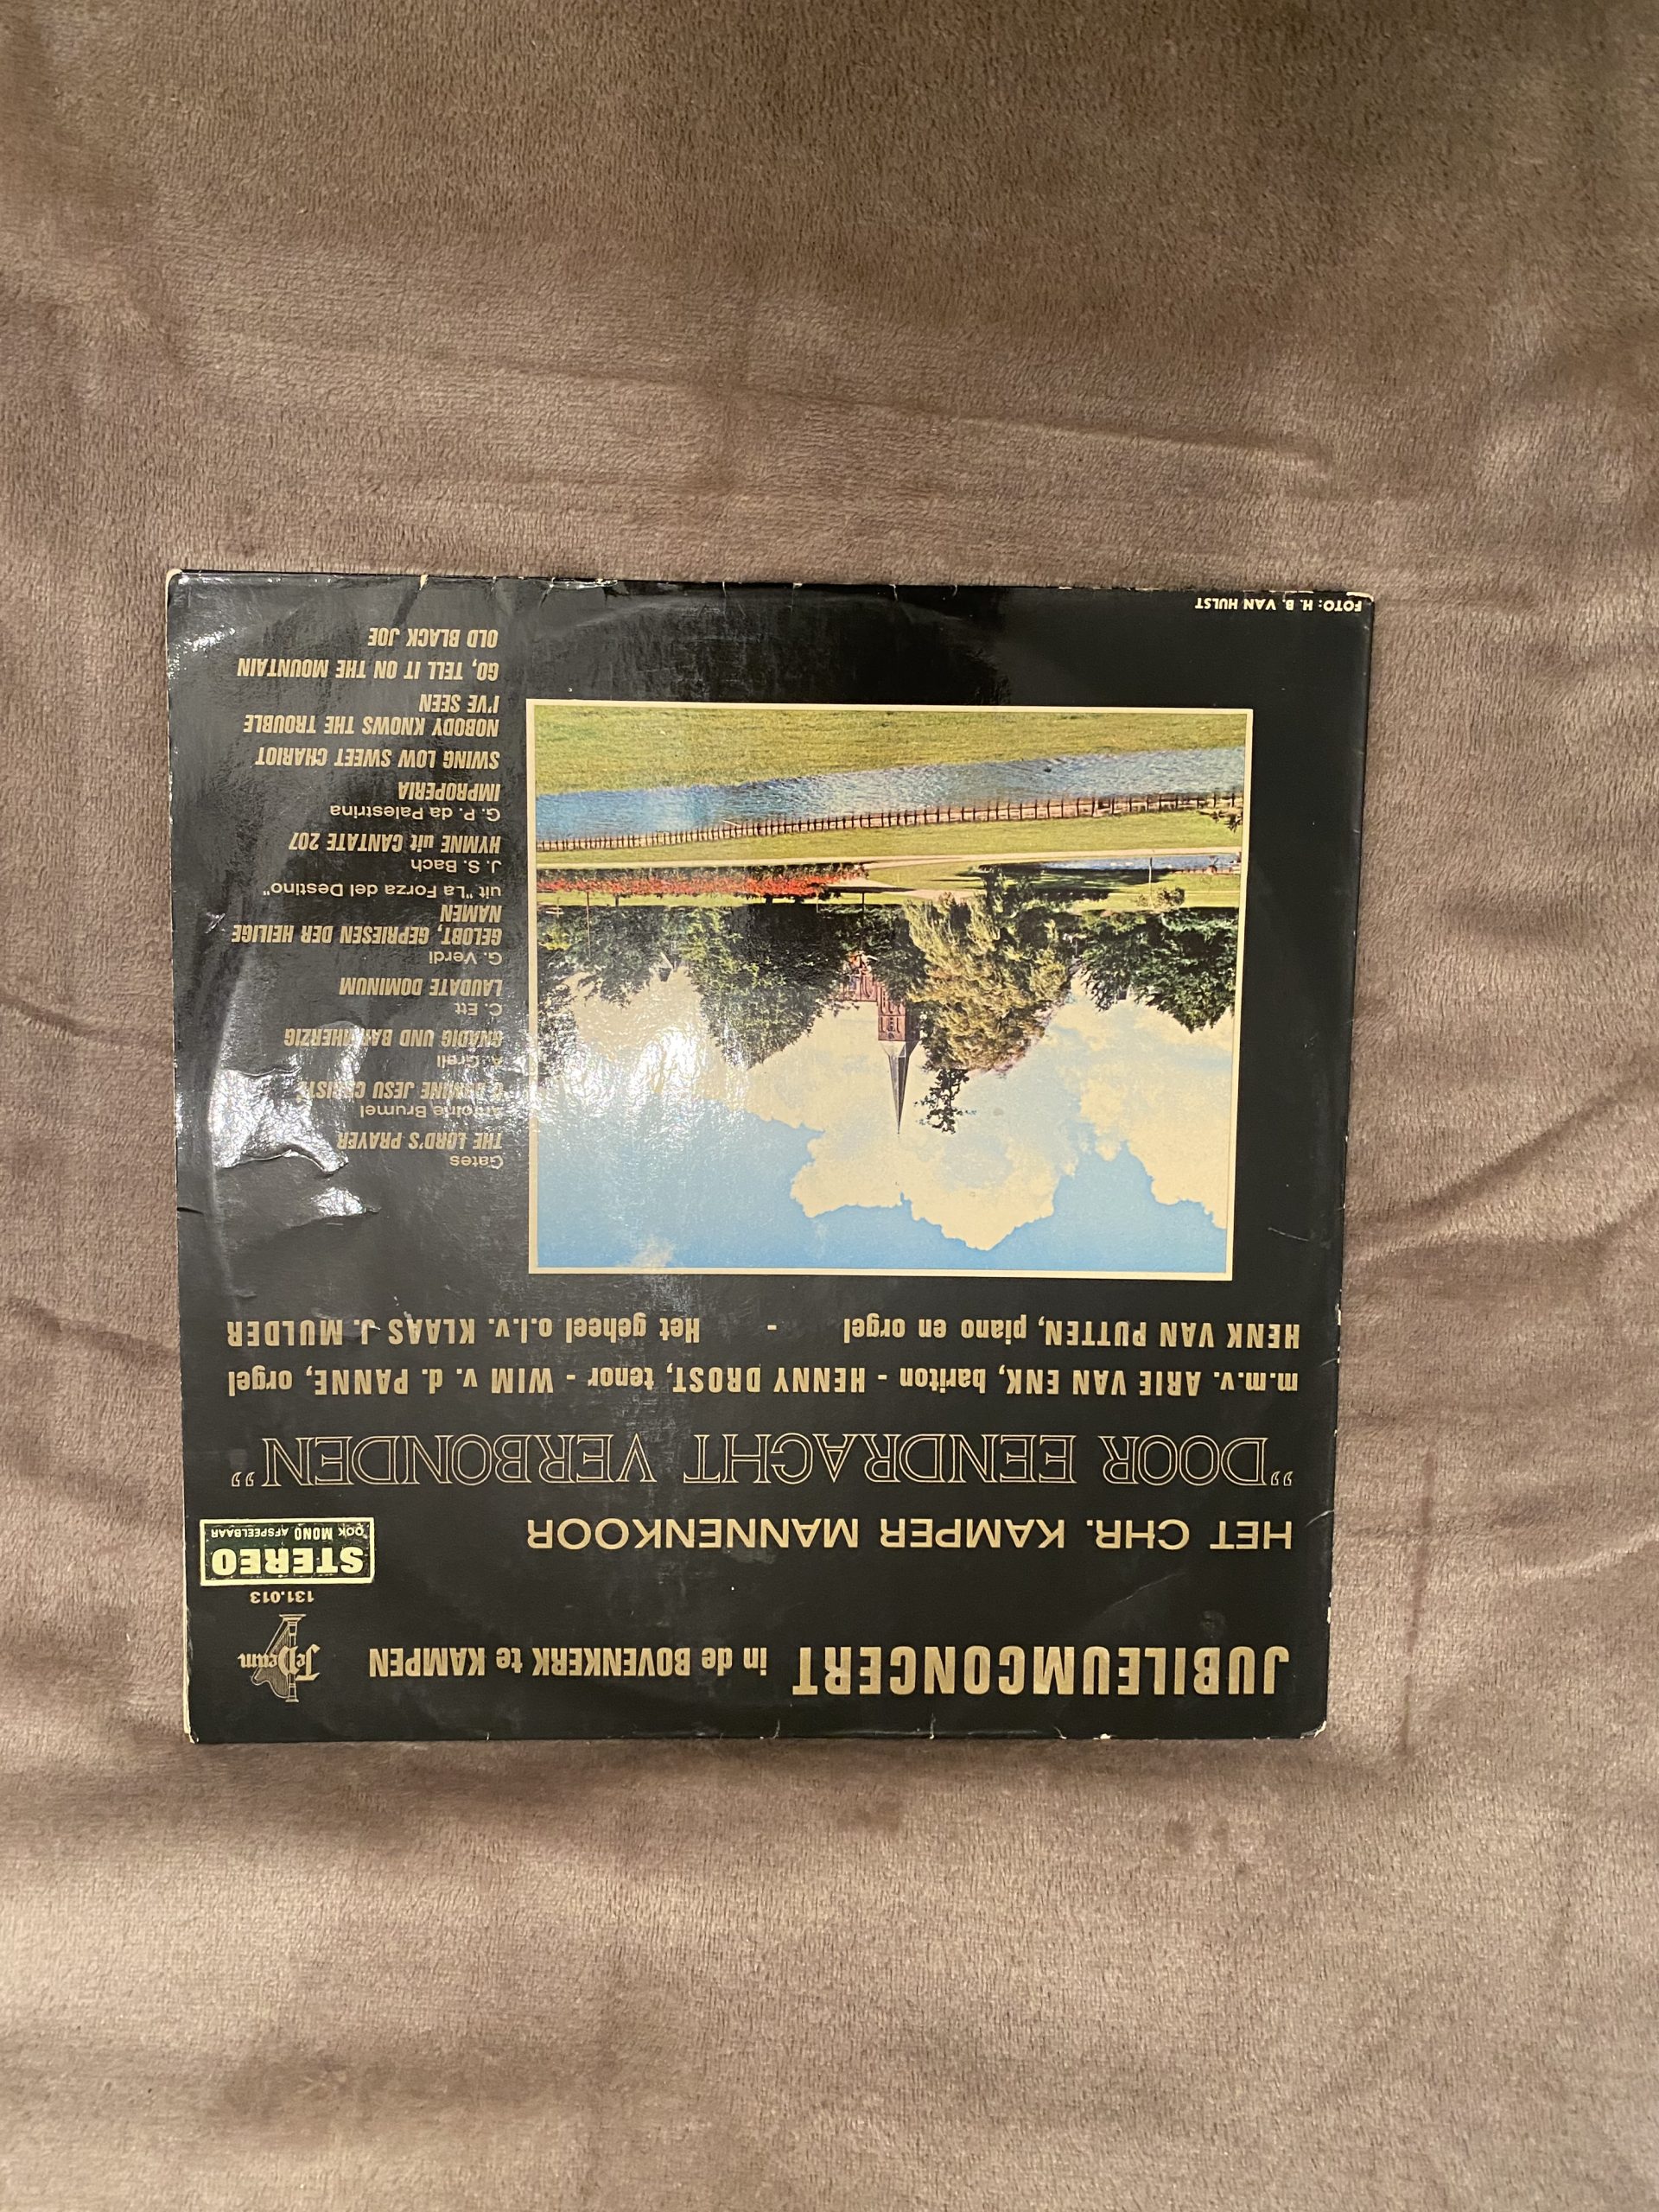 JUBILEUMCONCERT in de BOVENKERK te KAMPEN
TeDeum
131.013
STEREO
OOK MONO AFSPEELBAAR
HET CHR. KAMPER MANNENKOOR
„DOOR EENDRACHT VERBONDEN”
m.m.v. ARIE VAN ENK, bariton - HENNY DROST, tenor - WIM v. d. PANNE, orgel
HENK VAN PUTTEN, piano en orgel - Het geheel o.l.v. KLAAS J. MULDER
Gates
THE LORD'S PRAYER
Antoine Brumel
O DOMINE JESU CHRISTE
A. Grell
GNÄDIG UND BARMHERZIG
C. Ett
LAUDATE DOMINUM
G. Verdi
GELOBT, GEPRIESEN DER HEILIGE
NAMEN
uit "La Forza del Destino"
J. S. Bach
HYMNE uit CANTATE 207
G. P. da Palestrina
IMPROPERIA
SWING LOW SWEET CHARIOT
NOBODY KNOWS THE TROUBLE
I'VE SEEN
GO, TELL IT ON THE MOUNTAIN
OLD BLACK JOE
FOTO: H. B. VAN HULST